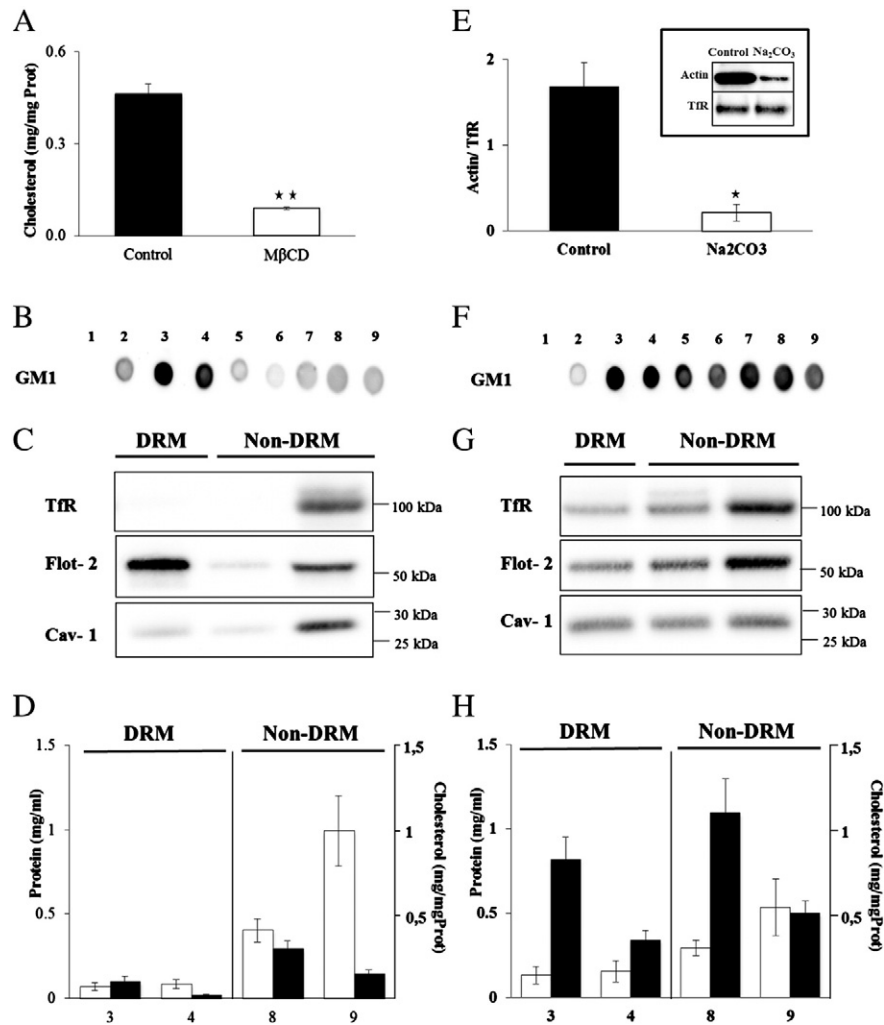 A
0.6
0.3
0.0
Cholesterol (mg/mg Prot)
★ ★
Control
MβCD
B
1 2 3 4 5 6 7 8 9
GM1
C
DRM
Non-DRM
TfR
100 kDa
Flot- 2
50 kDa
Cav- 1
30 kDa
25 kDa
D
DRM
Non-DRM
1.5
1
0.5
0
Protein (mg/ml)
1,5
1
0,5
Cholesterol (mg/mgProt)
3 4 8 9
E
2
1
0
Actin/ TfR
Control Na₂CO₃
Actin
TfR
★
Control
Na2CO3
F
1 2 3 4 5 6 7 8 9
GM1
G
DRM
Non-DRM
TfR
100 kDa
Flot- 2
50 kDa
Cav- 1
30 kDa
25 kDa
H
DRM
Non-DRM
1.5
1
0.5
0
Protein (mg/ml)
1,5
1
0,5
Cholesterol (mg/mgProt)
3 4 8 9